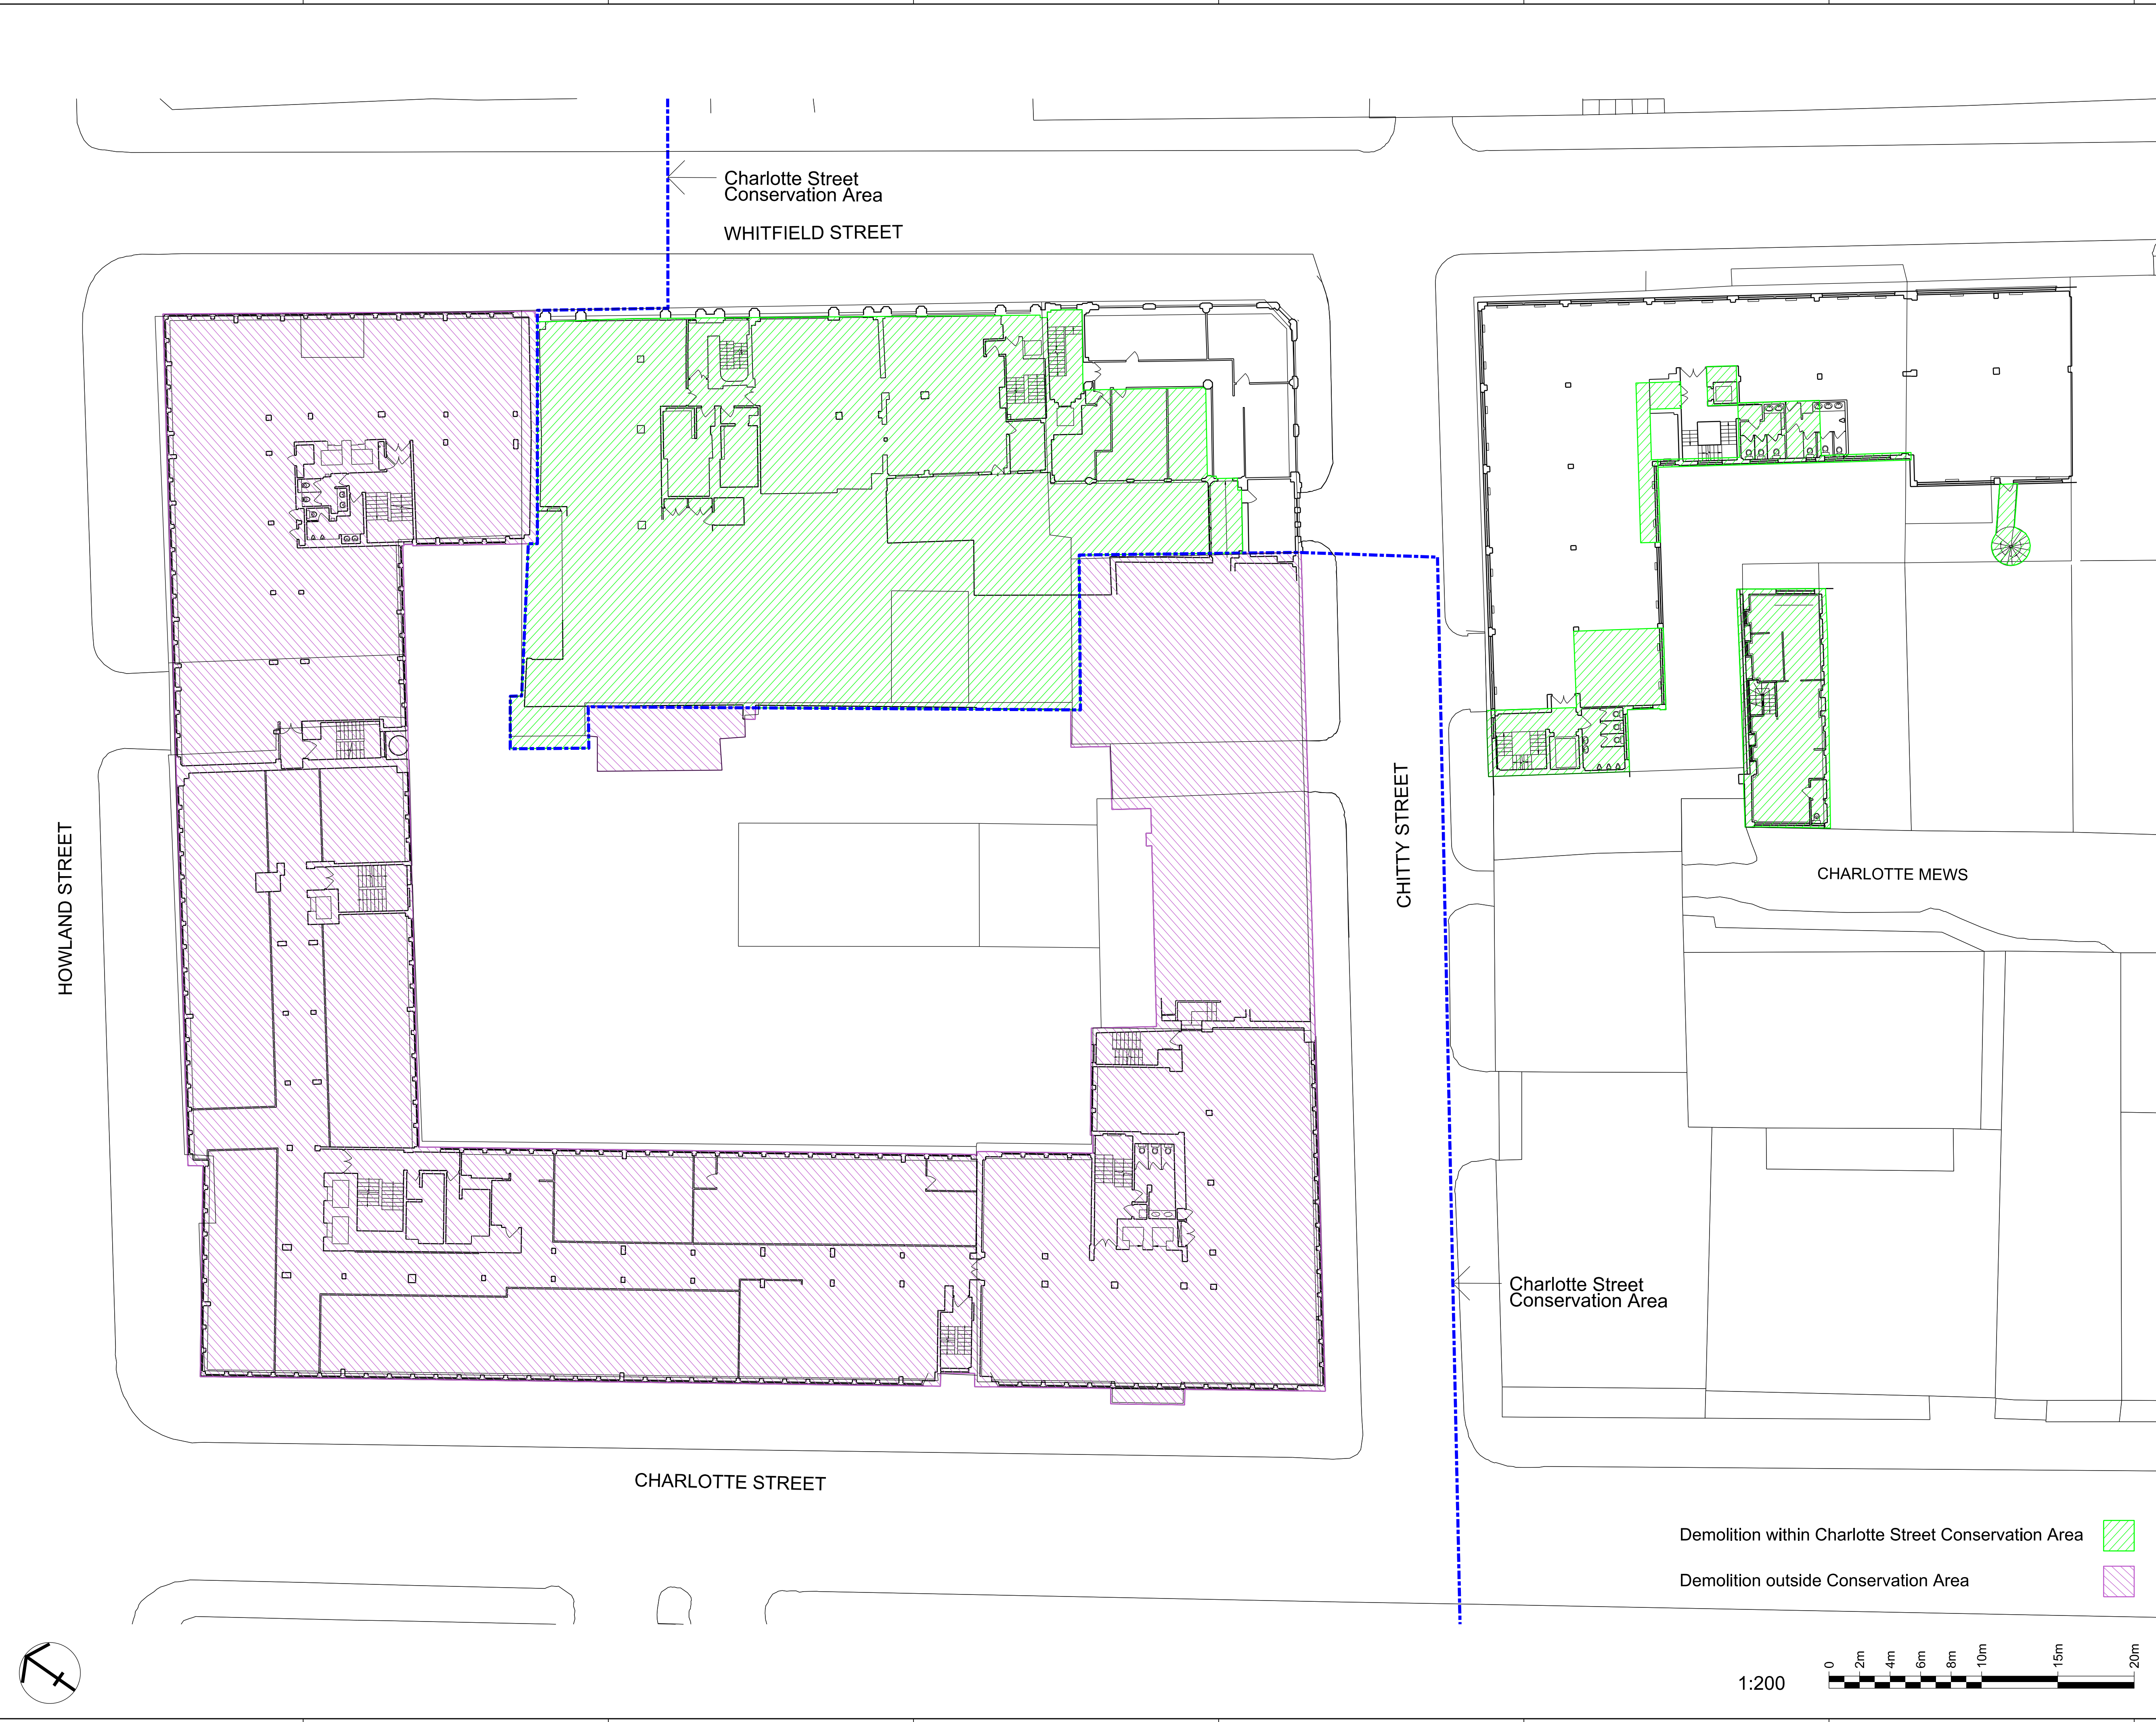 Charlotte Street
Conservation Area
WHITFIELD STREET
HOWLAND STREET
CHITTY STREET
CHARLOTTE MEWS
Charlotte Street
Conservation Area
CHARLOTTE STREET
Demolition within Charlotte Street Conservation Area
Demolition outside Conservation Area
1:200
0 2m 4m 6m 8m 10m 15m 20m